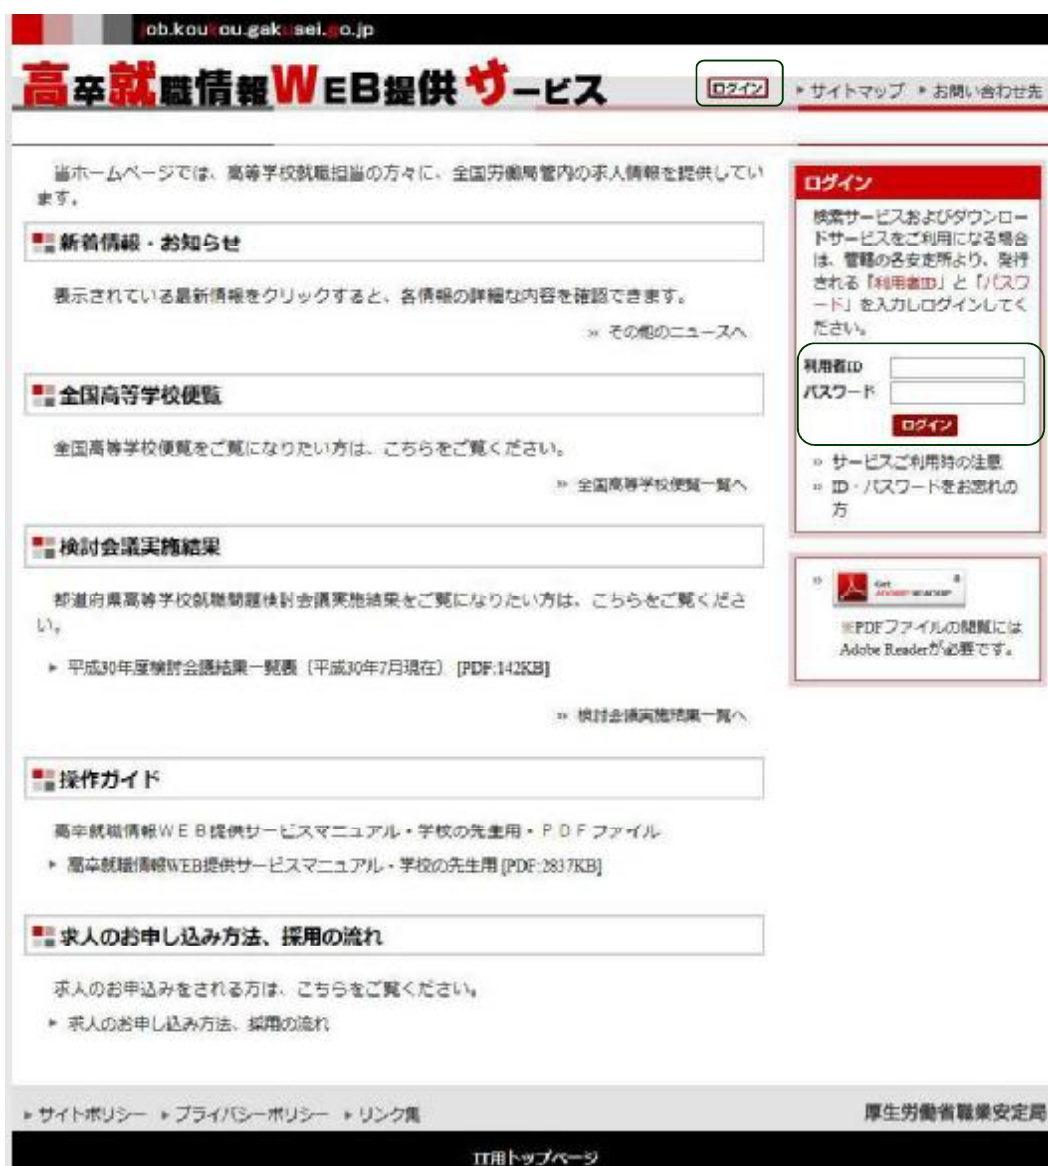 job.koukou.gakusei.go.jp
高卒就職情報WEB提供サービス
ログイン
サイトマップ
お問い合わせ先
当ホームページでは、高等学校就職担当の方々に、全国労働局管内の求人情報を提供してい
ます。
新着情報・お知らせ
表示されている最新情報をクリックすると、各情報の詳細な内容を確認できます。
» その他のニュースへ
全国高等学校便覧
全国高等学校便覧をご覧になりたい方は、こちらをご覧ください。
» 全国高等学校便覧一覧へ
検討会議実施結果
都道府県高等学校就職問題検討会議実施結果をご覧になりたい方は、こちらをご覧くださ
い。
平成30年度検討会議結果一覧表（平成30年7月現在） [PDF:142KB]
» 検討会議実施結果一覧へ
操作ガイド
高卒就職情報ＷＥＢ提供サービスマニュアル・学校の先生用・ＰＤＦファイル
高卒就職情報WEB提供サービスマニュアル・学校の先生用 [PDF:2837KB]
求人のお申し込み方法、採用の流れ
求人のお申込みをされる方は、こちらをご覧ください。
求人のお申し込み方法、採用の流れ
ログイン
検索サービスおよびダウンロー
ドサービスをご利用になる場合
は、管轄の各安定所より、発行
される「利用者ID」と「パスワ
ード」を入力しログインしてく
ださい。
利用者ID
パスワード
ログイン
» サービスご利用時の注意
» ID・パスワードをお忘れの
方
» Get
ADOBE READER
※PDFファイルの閲覧には
Adobe Readerが必要です。
サイトポリシー
プライバシーポリシー
リンク集
厚生労働省職業安定局
IT用トップページ